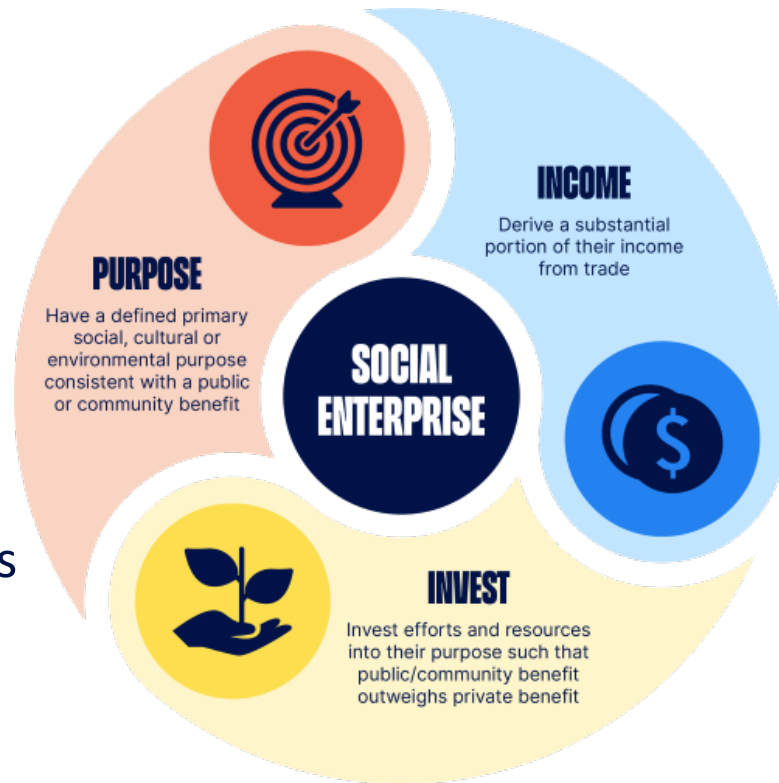 PURPOSE
Have a defined primary
social, cultural or
environmental purpose
consistent with a public
or community benefit
INCOME
Derive a substantial
portion of their income
from trade
SOCIAL
ENTERPRISE
$
s
INVEST
Invest efforts and resources
into their purpose such that
public/community benefit
outweighs private benefit